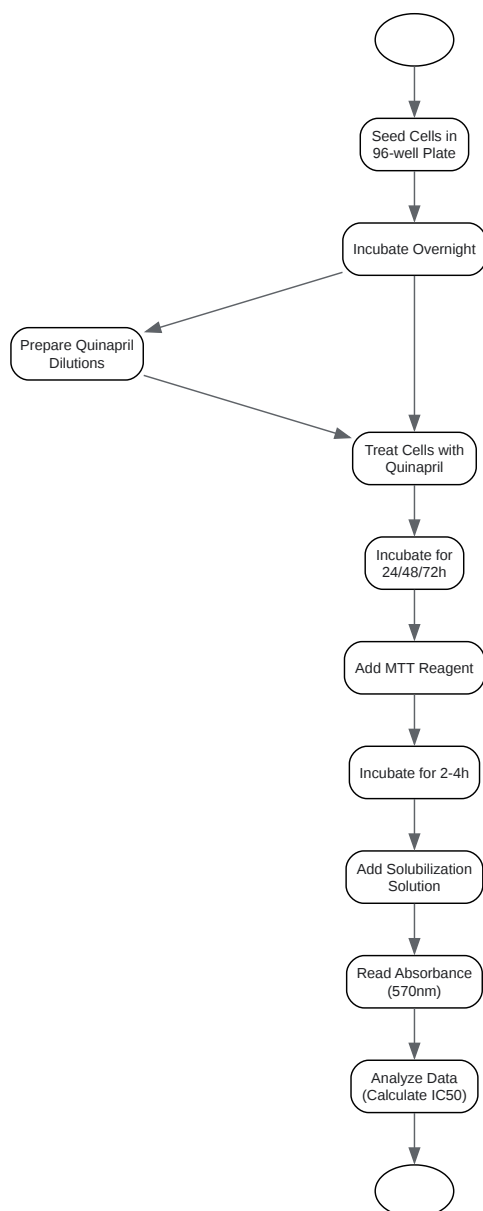 Seed Cells in
96-well Plate
Incubate Overnight
Prepare Quinapril
Dilutions
Treat Cells with
Quinapril
Incubate for
24/48/72h
Add MTT Reagent
Incubate for 2-4h
Add Solubilization
Solution
Read Absorbance
(570nm)
Analyze Data
(Calculate IC50)